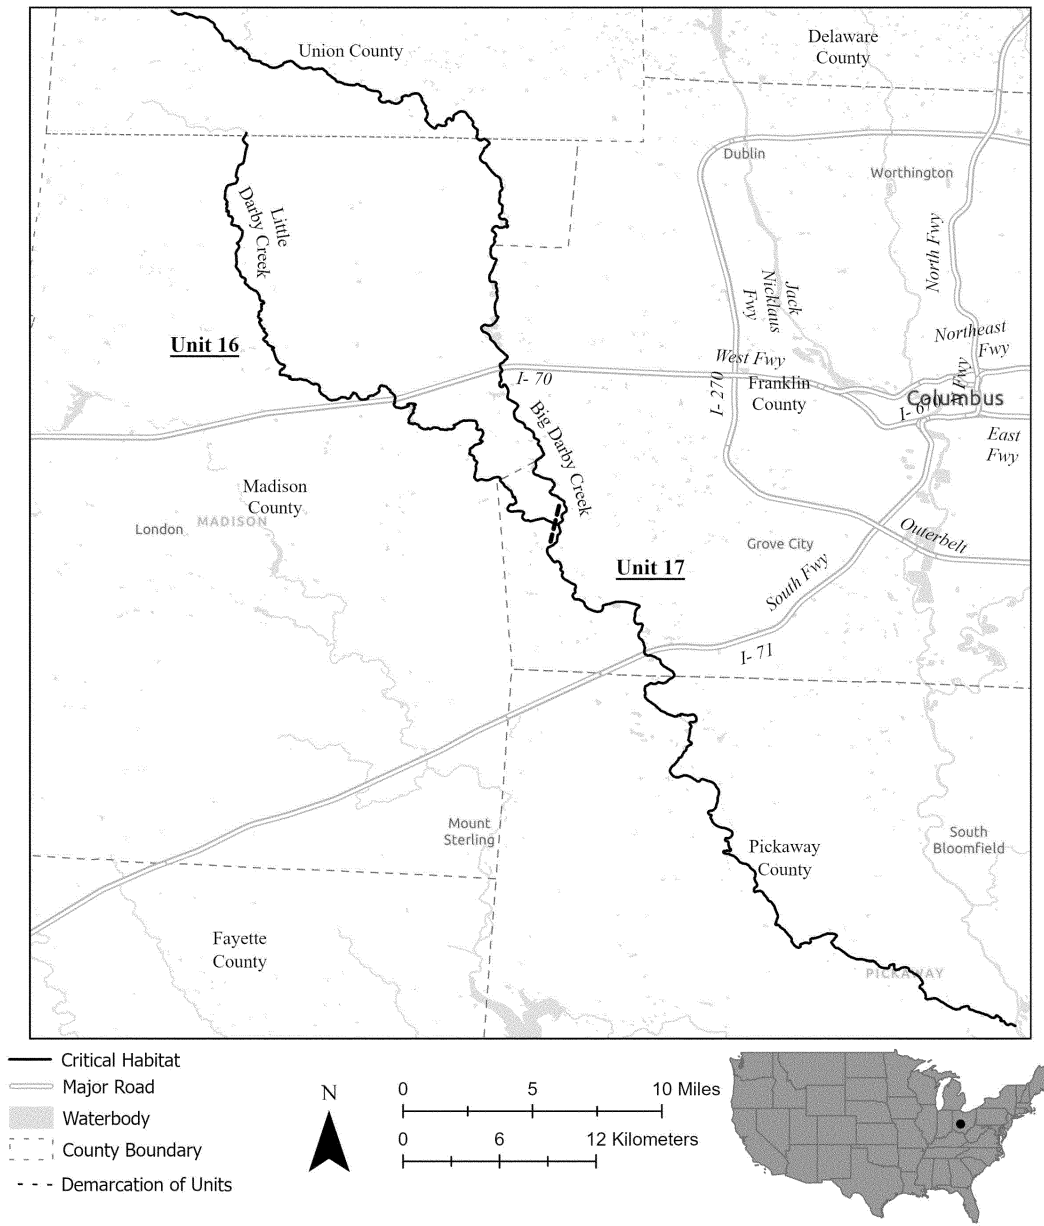 Union County
Delaware
County
Dublin
Worthington
Little
Darby Creek
North Fwy
Jack
Nicklaus
Fwy
Unit 16
Northeast
Fwy
West Fwy
I- 70
I- 270
Franklin
County
Fwy
Columbus
I- 670
Big Darby Creek
East
Fwy
Madison
County
London
MADISON
Outerbelt
Grove City
Unit 17
South Fwy
I- 71
Mount
Sterling
South
Bloomfield
Pickaway
County
Fayette
County
PICKAWAY
Critical Habitat
Major Road
Waterbody
County Boundary
Demarcation of Units
N
0 5 10 Miles
0 6 12 Kilometers